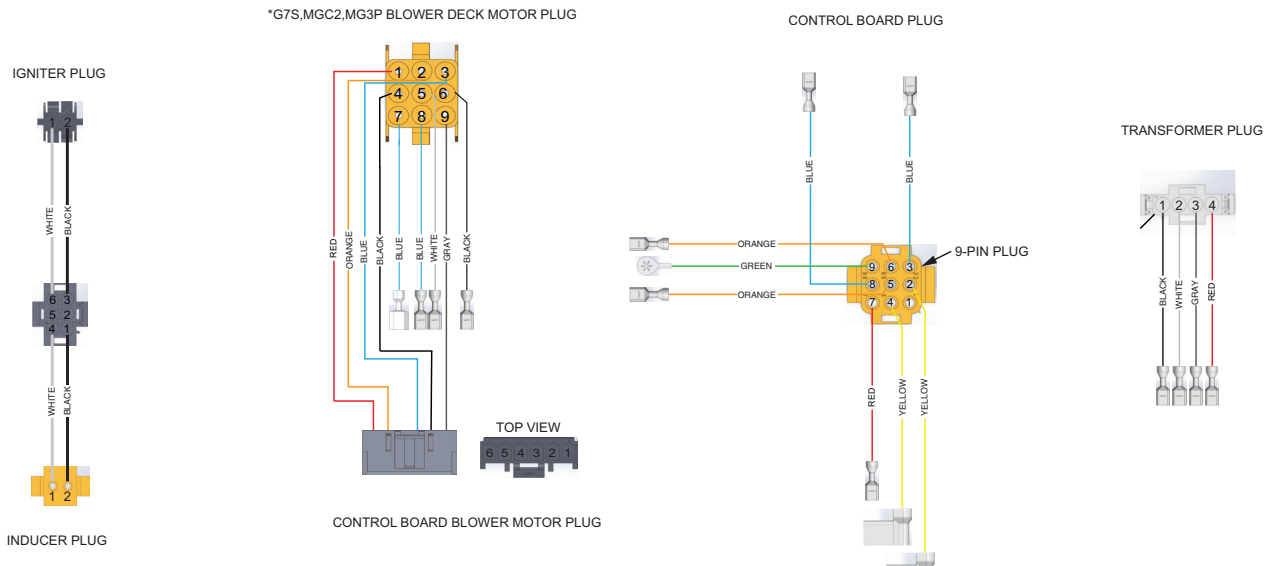 *G7S,MGC2,MG3P BLOWER DECK MOTOR PLUG
CONTROL BOARD PLUG
IGNITER PLUG
TRANSFORMER PLUG
1 2
WHITE
BLACK
6 3
5 2
4 1
WHITE
BLACK
1 2
INDUCER PLUG
1 2 3
4 5 6
7 8 9
RED
ORANGE
BLUE
BLACK
BLUE
BLUE
WHITE
GRAY
BLACK
TOP VIEW
6 5 4 3 2 1
CONTROL BOARD BLOWER MOTOR PLUG
BLUE
BLUE
ORANGE
GREEN
ORANGE
9-PIN PLUG
9 6 3
8 5 2
7 4 1
RED
YELLOW
YELLOW
1 2 3 4
BLACK
WHITE
GRAY
RED